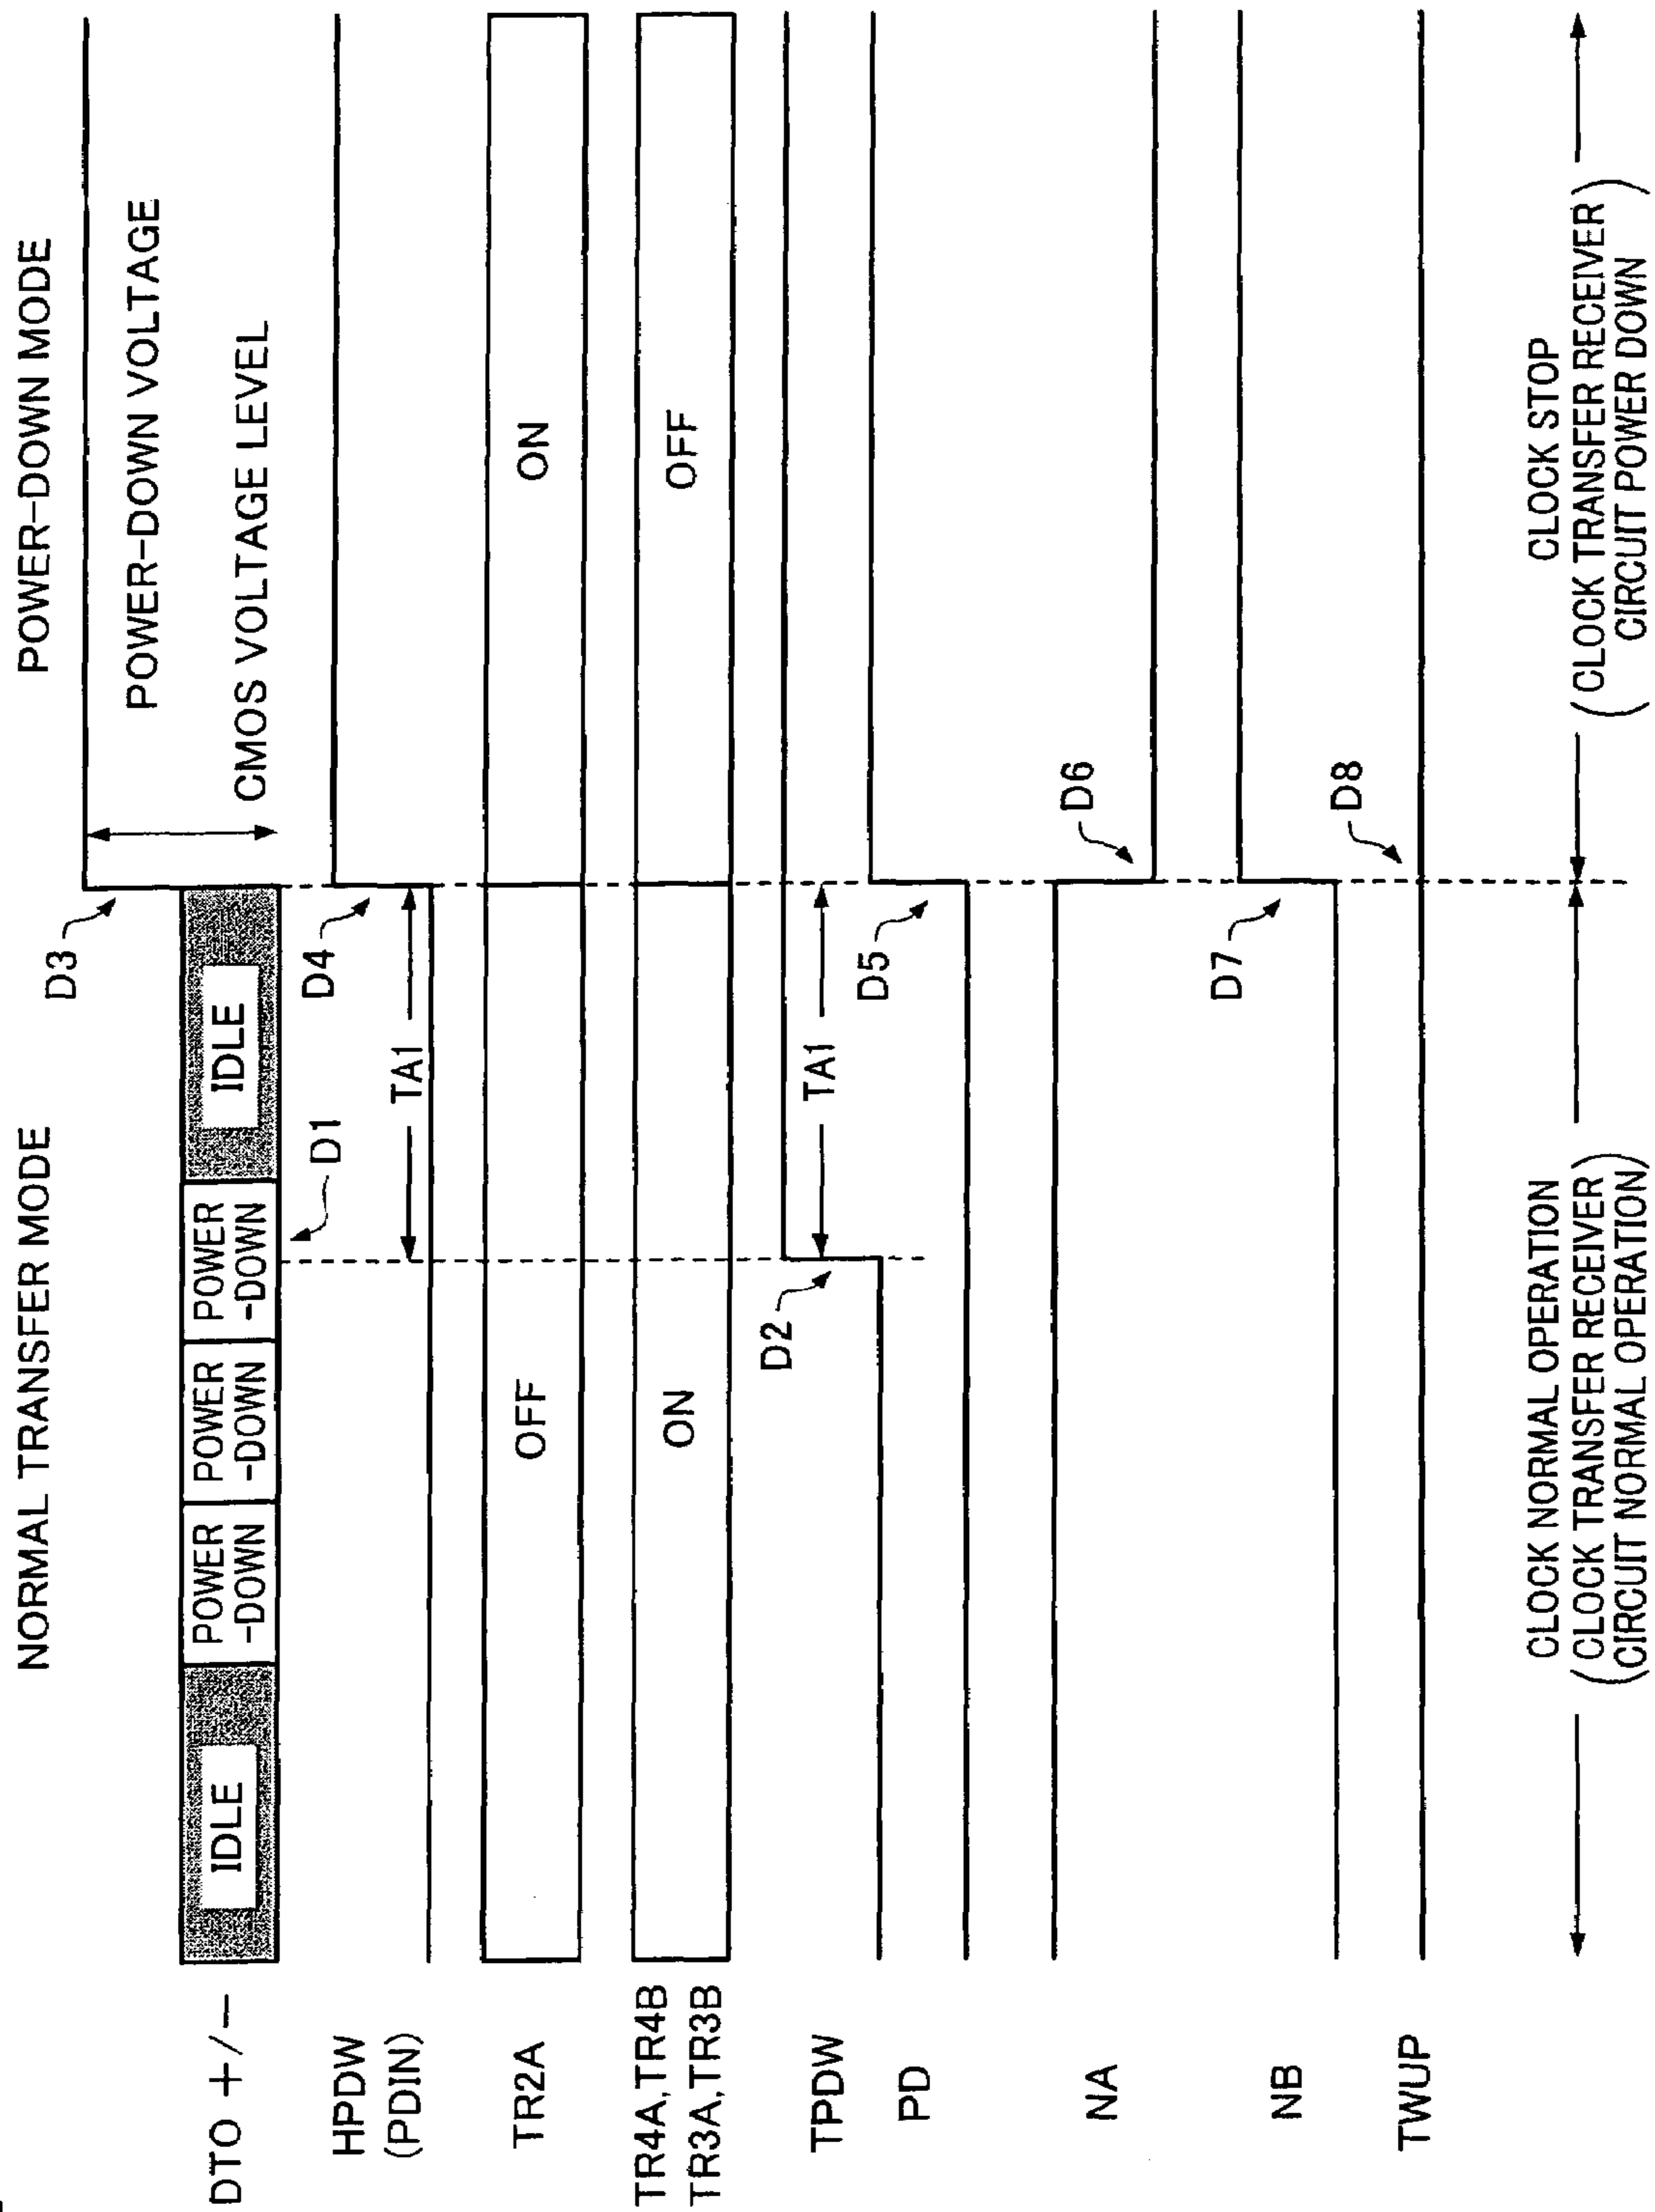 NORMAL TRANSFER MODE
POWER-DOWN MODE
DTO +/-
IDLE
POWER
-DOWN
POWER
-DOWN
POWER
-DOWN
IDLE
D1
D3
POWER-DOWN VOLTAGE
CMOS VOLTAGE LEVEL
HPDW
(PDIN)
TA1
D4
TR2A
OFF
ON
TR4A,TR4B
TR3A,TR3B
ON
OFF
TPDW
D2
TA1
PD
D5
NA
D6
NB
D7
TWUP
D8
CLOCK NORMAL OPERATION
(CLOCK TRANSFER RECEIVER
CIRCUIT NORMAL OPERATION)
CLOCK STOP
(CLOCK TRANSFER RECEIVER
CIRCUIT POWER DOWN)